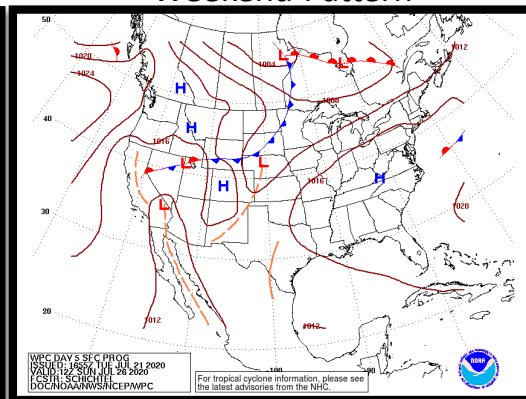 Weekend Pattern
50
1020
1024
L
1004
L
1012
H
1008
40
H
1016
L
L
1016
H
H
L
1020
30
20
1012
1012
WPC DAY 5 SFC PROG
ISSUED: 1655Z TUE JUL 21 2020
VALID: 12Z SUN JUL 26 2020
FCSTR: SCHICHTEL
DOC/NOAA/NWS/NCEP/WPC
For tropical cyclone information, please see
the latest advisories from the NHC.
-100
NOAA